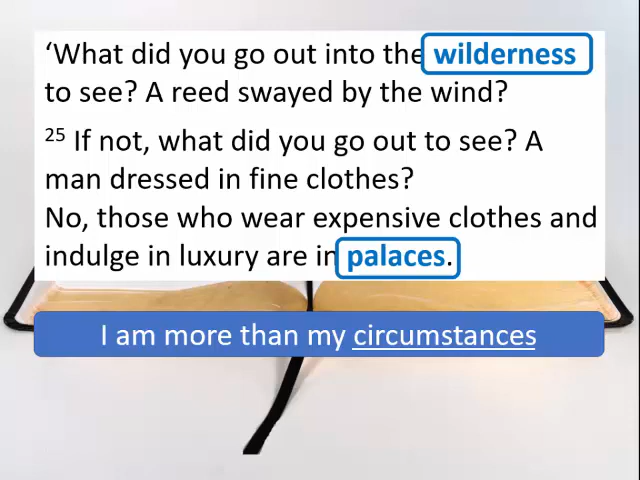 ‘What did you go out into the wilderness
to see? A reed swayed by the wind?
25 If not, what did you go out to see? A
man dressed in fine clothes?
No, those who wear expensive clothes and
indulge in luxury are in palaces.
I am more than my circumstances